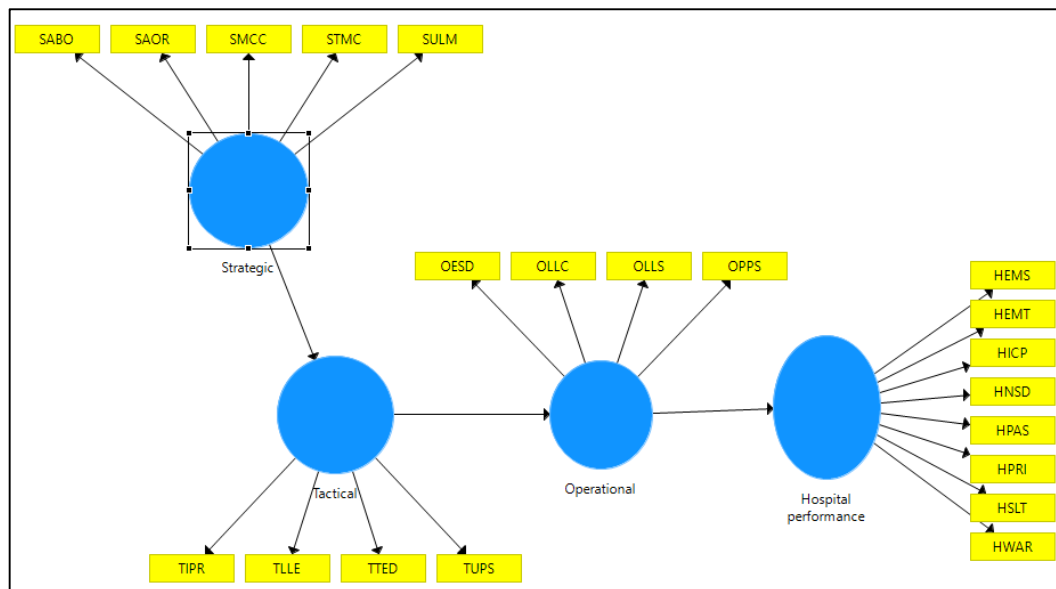 SABO
SAOR
SMCC
STMC
SULM
Strategic
OESD
OLLC
OLLS
OPPS
HEMS
HEMT
HICP
HNSD
HPAS
HPRI
HSLT
HWAR
Tactical
Operational
Hospital
performance
TIPR
TLLE
TTED
TUPS